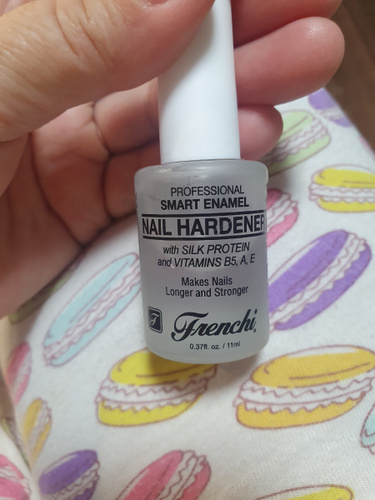 PROFESSIONAL
SMART ENAMEL
NAIL HARDENER
with SILK PROTEIN
and VITAMINS B5, A, E
Makes Nails
Longer and Stronger
Frenchi
0.37fl. oz. / 11ml